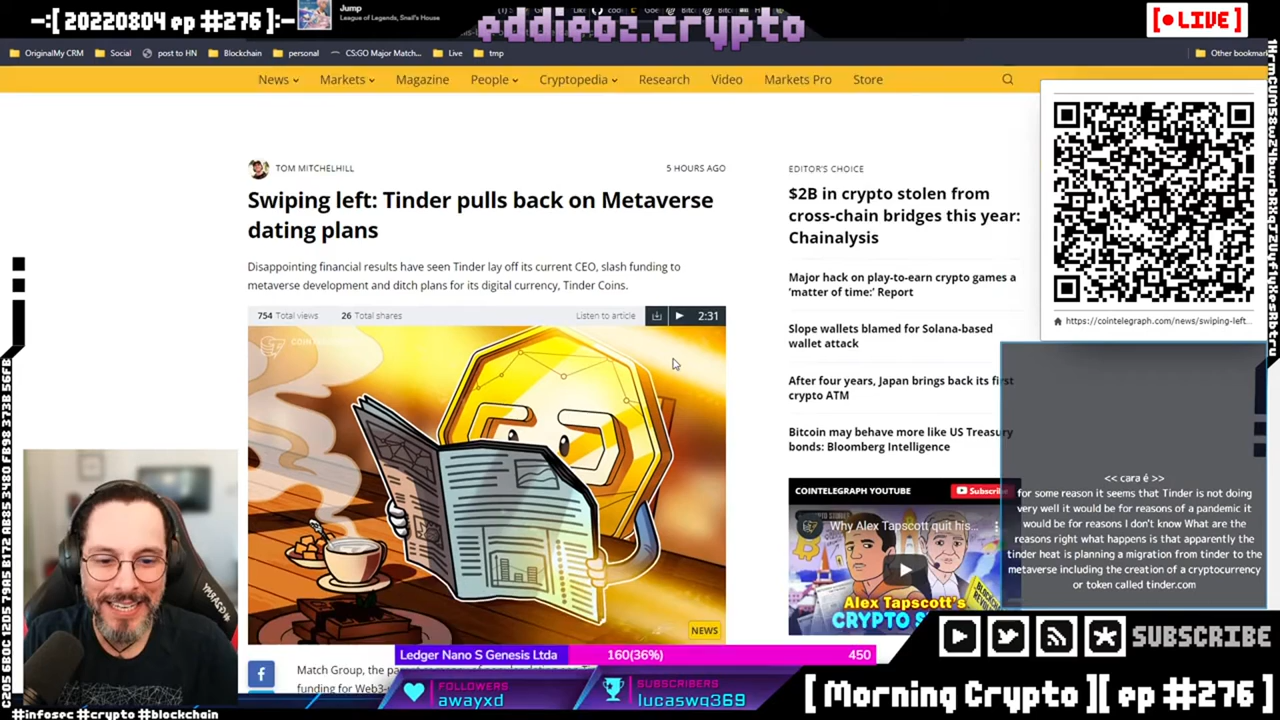 -:[ 20220804 ep #276 ]:-
Jump
League of Legends, Snail's House
eddieoz.crypto
[● LIVE]
OriginalMy CRM
Social
post to HN
Blockchain
personal
CS:GO Major Match...
Live
tmp
Other bookmar
News
Markets
Magazine
People
Cryptopedia
Research
Video
Markets Pro
Store
TOM MITCHELHILL
5 HOURS AGO
Swiping left: Tinder pulls back on Metaverse
dating plans
Disappointing financial results have seen Tinder lay off its current CEO, slash funding to
metaverse development and ditch plans for its digital currency, Tinder Coins.
754 Total views
26 Total shares
Listen to article
2:31
NEWS
Match Group, the
funding for Web3-
EDITOR'S CHOICE
$2B in crypto stolen from
cross-chain bridges this year:
Chainalysis
Major hack on play-to-earn crypto games a
'matter of time:' Report
Slope wallets blamed for Solana-based
wallet attack
After four years, Japan brings back its first
crypto ATM
Bitcoin may behave more like US Treasury
bonds: Bloomberg Intelligence
COINTELEGRAPH YOUTUBE
Subscribe
Why Alex Tapscott quit his...
Alex Tapscott's
https://cointelegraph.com/news/swiping-left...
<< cara é >>
for some reason it seems that Tinder is not doing
very well it would be for reasons of a pandemic it
would be for reasons I don't know What are the
reasons right what happens is that apparently the
tinder heat is planning a migration from tinder to the
metaverse including the creation of a cryptocurrency
or token called tinder.com
SUBSCRIBE
Ledger Nano S Genesis Ltda
160(36%)
450
FOLLOWERS
awayxd
SUBSCRIBERS
lucaswq369
[ Morning Crypto ][ ep #276 ]
#infosec #crypto #blockchain